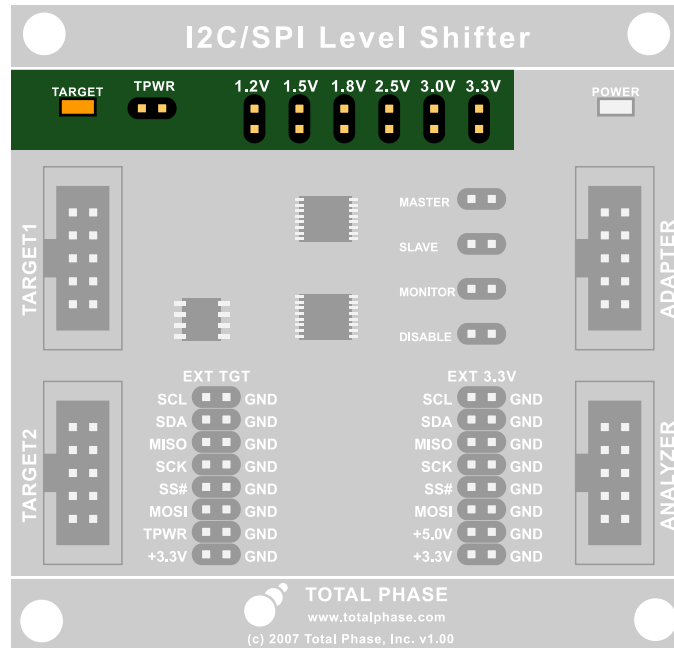 I2C/SPI Level Shifter
TARGET TPWR 1.2V 1.5V 1.8V 2.5V 3.0V 3.3V POWER
TARGET1
MASTER
SLAVE
MONITOR
DISABLE
ADAPTER
TARGET2
EXT TGT
SCL GND
SDA GND
MISO GND
SCK GND
SS# GND
MOSI GND
TPWR GND
+3.3V GND
EXT 3.3V
SCL GND
SDA GND
MISO GND
SCK GND
SS# GND
MOSI GND
+5.0V GND
+3.3V GND
ANALYZER
TOTAL PHASE
www.totalphase.com
(c) 2007 Total Phase, Inc. v1.00